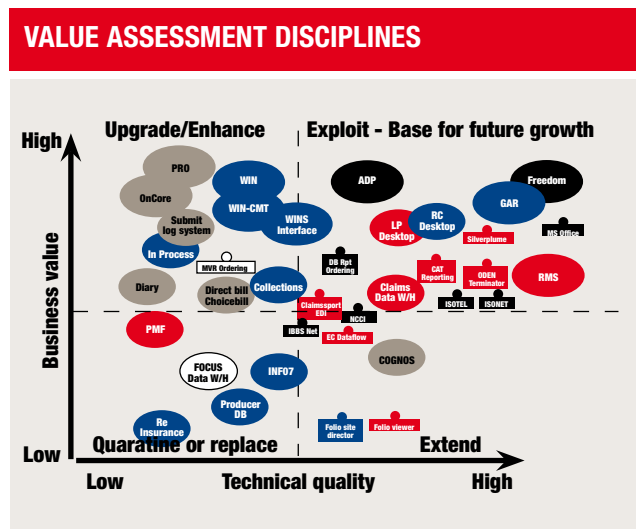 VALUE ASSESSMENT DISCIPLINES
Upgrade/Enhance
Exploit - Base for future growth
High
Business value
PRO
OnCore
WIN
WIN-CMT
Submit
log system
WINS
Interface
In Process
MVR Ordering
Diary
Direct bill
Choicebill
Collections
ADP
Freedom
GAR
LP
Desktop
RC
Desktop
Silverplume
MS Office
DB Rpt
Ordering
CAT
Reporting
ODEN
Terminator
RMS
Claims
Data W/H
ISOTEL
ISONET
Claimssport
EDI
NCCI
IBBS Net
EC Dataflow
PMF
FOCUS
Data W/H
INF07
COGNOS
Producer
DB
Re
Insurance
Folio site
director
Folio viewer
Quaratine or replace
Extend
Low
Low
Technical quality
High